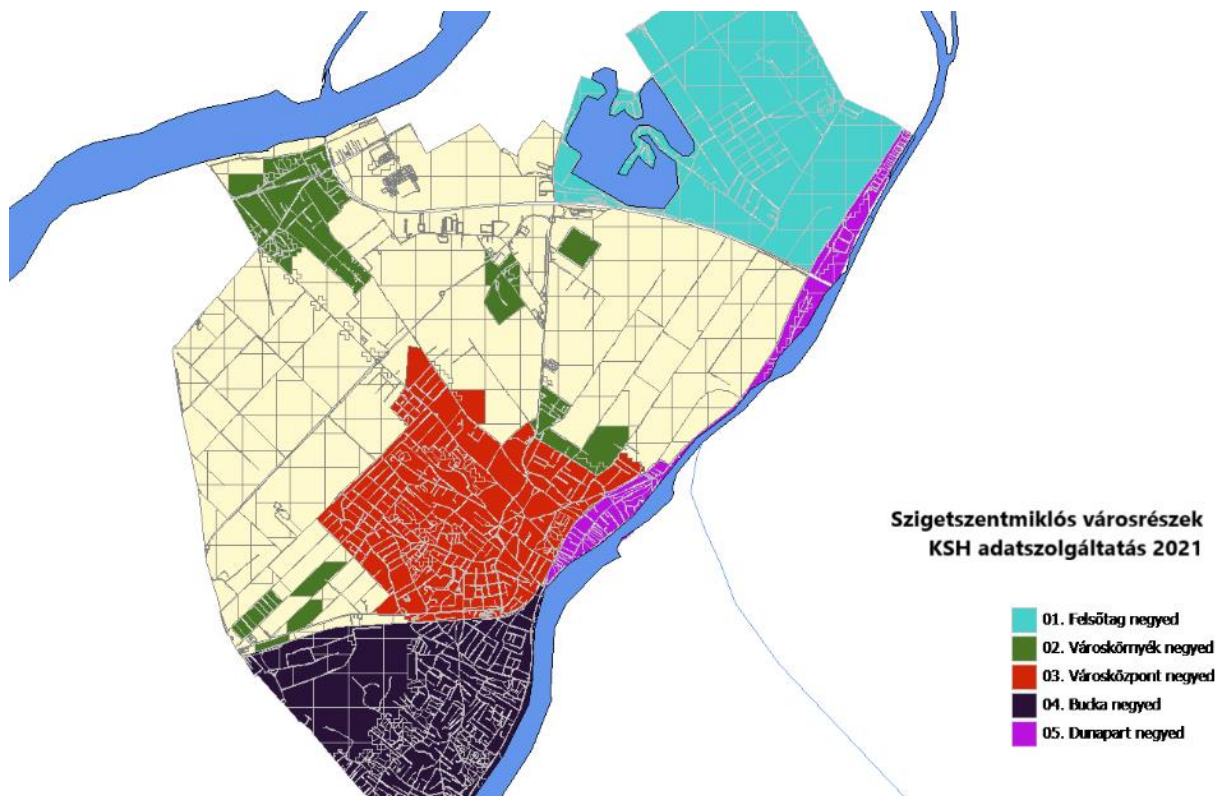 Szigetszentmiklós városrészek
KSH adatszolgáltatás 2021
01. Felsőtag negyed
02. Városkörnyék negyed
03. Városközpont negyed
04. Bucka negyed
05. Dunapart negyed